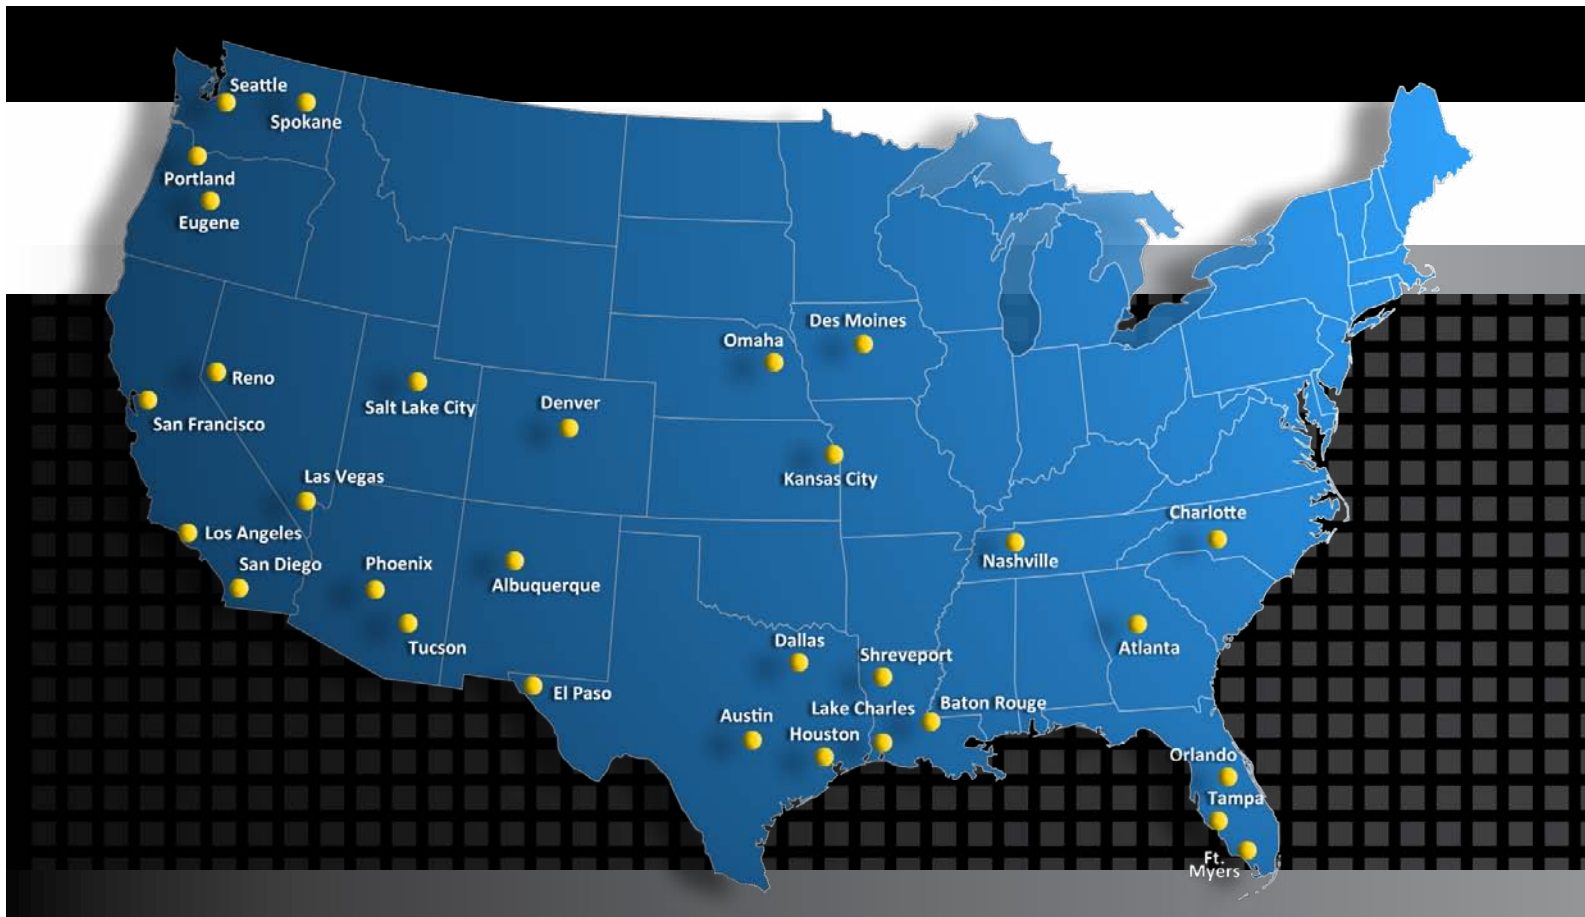 Seattle
Spokane
Portland
Eugene
Des Moines
Omaha
Reno
Salt Lake City
Denver
San Francisco
Las Vegas
Kansas City
Charlotte
Los Angeles
San Diego
Phoenix
Nashville
Albuquerque
Dallas
Tucson
Shreveport
Atlanta
El Paso
Baton Rouge
Lake Charles
Austin
Houston
Orlando
Tampa
Ft.
Myers